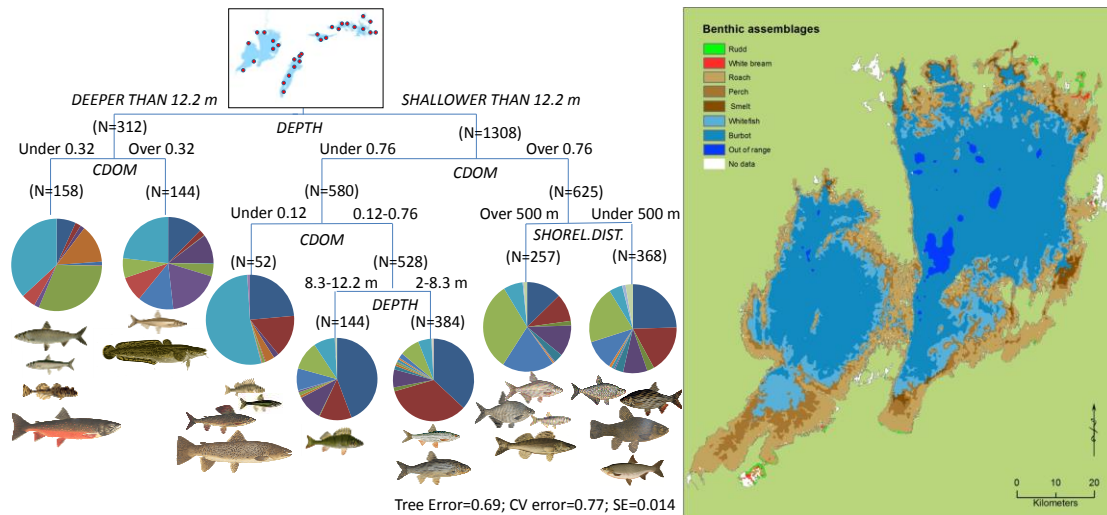 DEEPER THAN 12.2 m
SHALLOWER THAN 12.2 m
(N=312)
DEPTH
(N=1308)
Under 0.32
Over 0.32
Under 0.76
Over 0.76
CDOM
CDOM
(N=158)
(N=144)
(N=580)
(N=625)
Under 0.12
0.12-0.76
Over 500 m
Under 500 m
CDOM
SHOREL.DIST.
(N=52)
(N=528)
(N=257)
(N=368)
8.3-12.2 m
2-8.3 m
DEPTH
(N=144)
(N=384)
Tree Error=0.69; CV error=0.77; SE=0.014
Benthic assemblages
Rudd
White bream
Roach
Perch
Smelt
Whitefish
Burbot
Out of range
No data
0 10 20
Kilometers